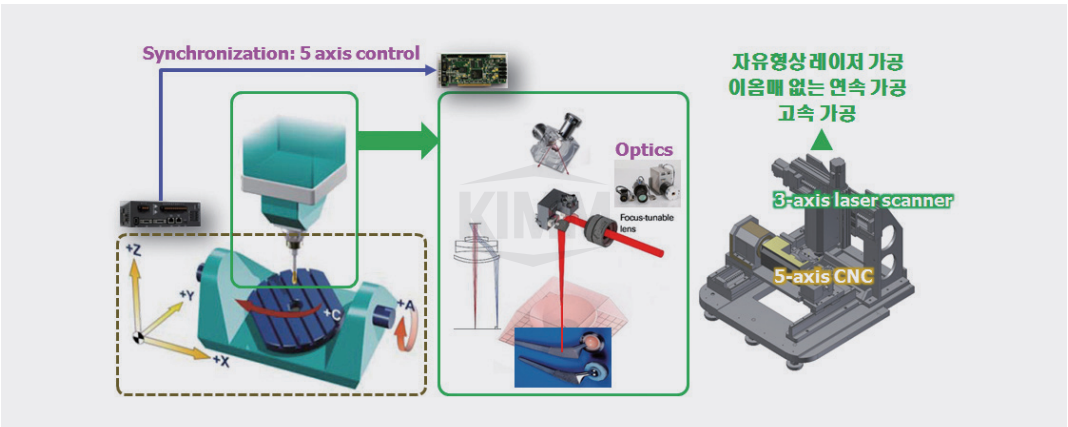 Synchronization: 5 axis control
자유형상 레이저 가공
이음매 없는 연속 가공
고속 가공
Optics
KIMM
Focus-tunable
lens
3-axis laser scanner
5-axis CNC
+Z
+Y
+X
+C
+A